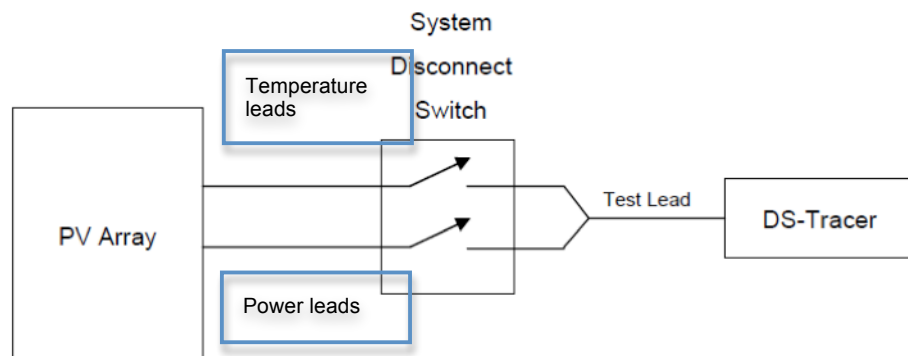 System
Disconnect
Switch
Temperature
leads
PV Array
Test Lead
DS-Tracer
Power leads